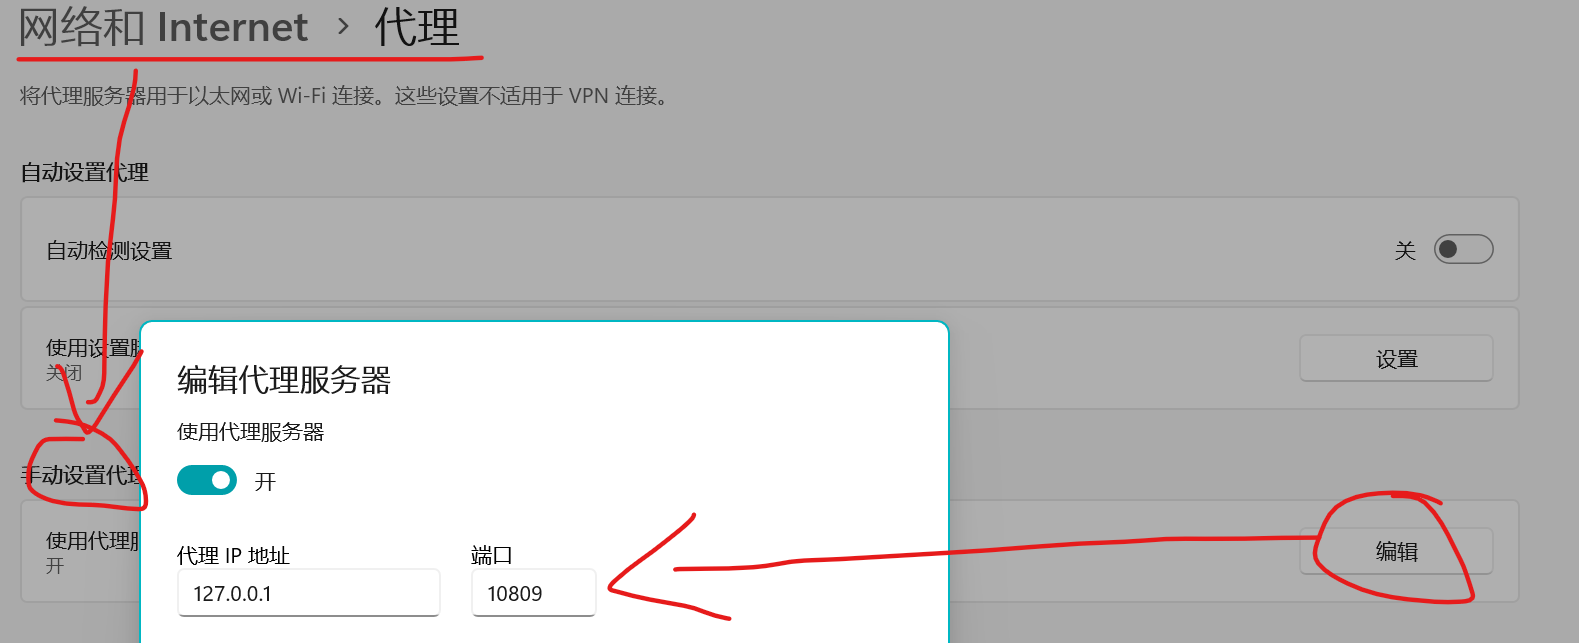 网络和 Internet › 代理
将代理服务器用于以太网或 Wi-Fi 连接。这些设置不适用于 VPN 连接。
自动设置代理
自动检测设置
关
使用设置脚
关闭
设置
编辑代理服务器
使用代理服务器
开
手动设置代理
使用代理服
开
编辑
代理 IP 地址
端口
127.0.0.1
10809